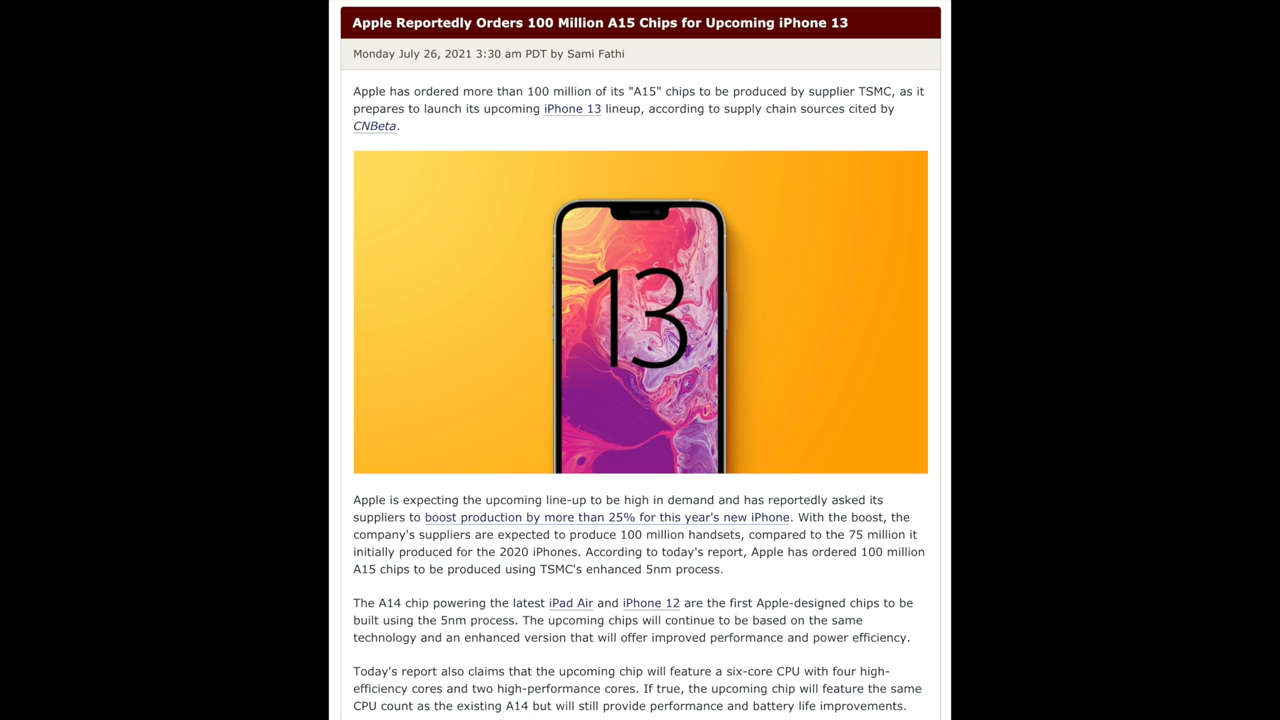 Apple Reportedly Orders 100 Million A15 Chips for Upcoming iPhone 13
Monday July 26, 2021 3:30 am PDT by Sami Fathi
Apple has ordered more than 100 million of its "A15" chips to be produced by supplier TSMC, as it
prepares to launch its upcoming iPhone 13 lineup, according to supply chain sources cited by
CNBeta.
13
Apple is expecting the upcoming line-up to be high in demand and has reportedly asked its
suppliers to boost production by more than 25% for this year's new iPhone. With the boost, the
company's suppliers are expected to produce 100 million handsets, compared to the 75 million it
initially produced for the 2020 iPhones. According to today's report, Apple has ordered 100 million
A15 chips to be produced using TSMC's enhanced 5nm process.
The A14 chip powering the latest iPad Air and iPhone 12 are the first Apple-designed chips to be
built using the 5nm process. The upcoming chips will continue to be based on the same
technology and an enhanced version that will offer improved performance and power efficiency.
Today's report also claims that the upcoming chip will feature a six-core CPU with four high-
efficiency cores and two high-performance cores. If true, the upcoming chip will feature the same
CPU count as the existing A14 but will still provide performance and battery life improvements.